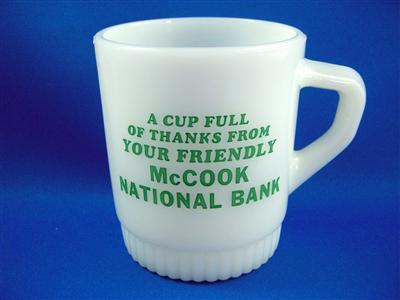 A CUP FULL
OF THANKS FROM
YOUR FRIENDLY
McCOOK
NATIONAL BANK